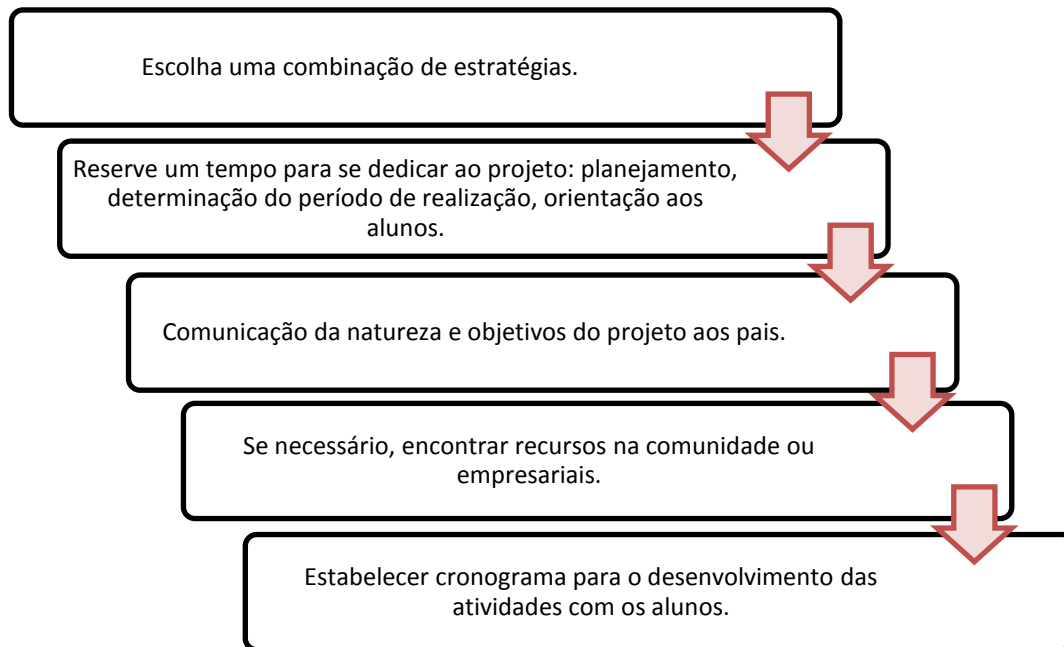 Escolha uma combinação de estratégias.
Reserve um tempo para se dedicar ao projeto: planejamento,
determinação do período de realização, orientação aos
alunos.
Comunicação da natureza e objetivos do projeto aos pais.
Se necessário, encontrar recursos na comunidade ou
empresariais.
Estabelecer cronograma para o desenvolvimento das
atividades com os alunos.